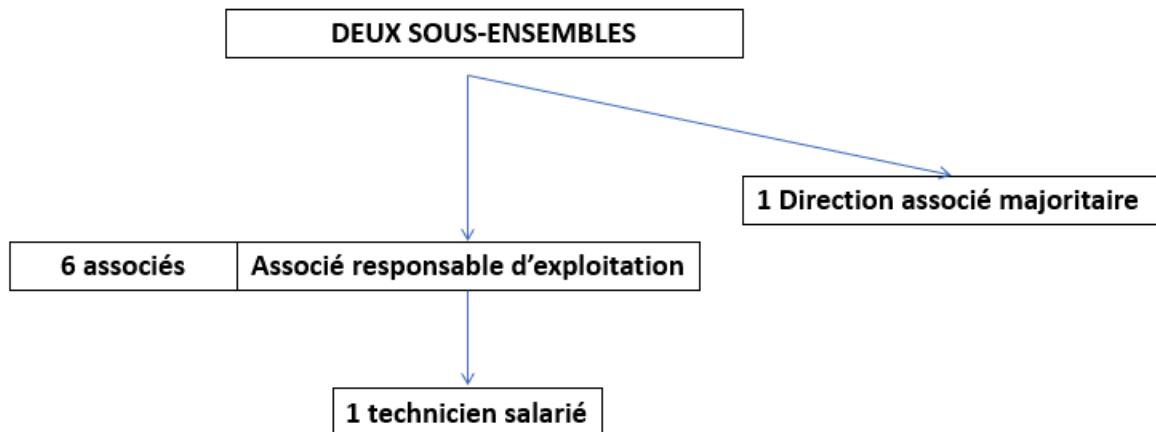 DEUX SOUS-ENSEMBLES
1 Direction associé majoritaire
6 associés
Associé responsable d’exploitation
1 technicien salarié